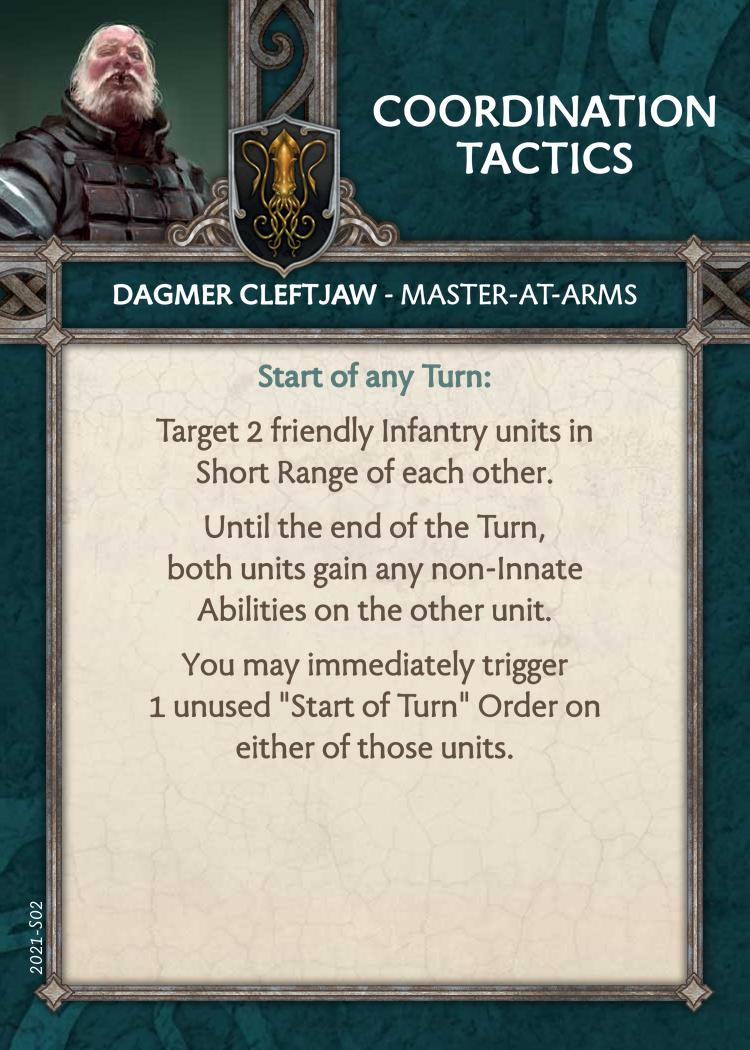 COORDINATION
TACTICS
DAGMER CLEFTJAW - MASTER-AT-ARMS
Start of any Turn:
Target 2 friendly Infantry units in
Short Range of each other.
Until the end of the Turn,
both units gain any non-Innate
Abilities on the other unit.
You may immediately trigger
1 unused "Start of Turn" Order on
either of those units.
2021-S02